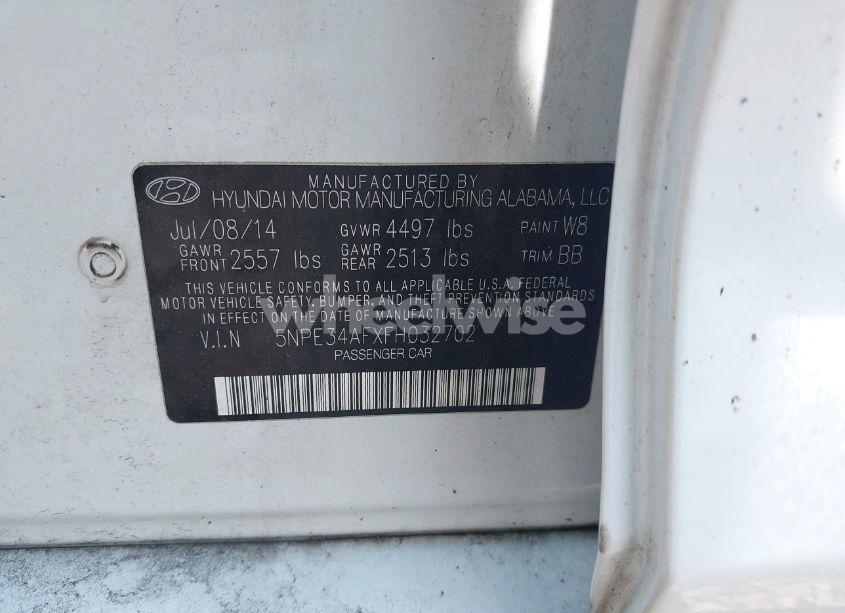 MANUFACTURED BY
HYUNDAI MOTOR MANUFACTURING ALABAMA, LLC
Jul/08/14 GVWR 4497 lbs PAINT W8
GAWR FRONT 2557 lbs GAWR REAR 2513 lbs TRIM BB
THIS VEHICLE CONFORMS TO ALL APPLICABLE U.S.A. FEDERAL
MOTOR VEHICLE SAFETY, BUMPER, AND THEFT PREVENTION STANDARDS
IN EFFECT ON THE DATE OF MANUFACTURE SHOWN ABOVE
V.I.N 5NPE34AFXFH032702
PASSENGER CAR
wheelwise